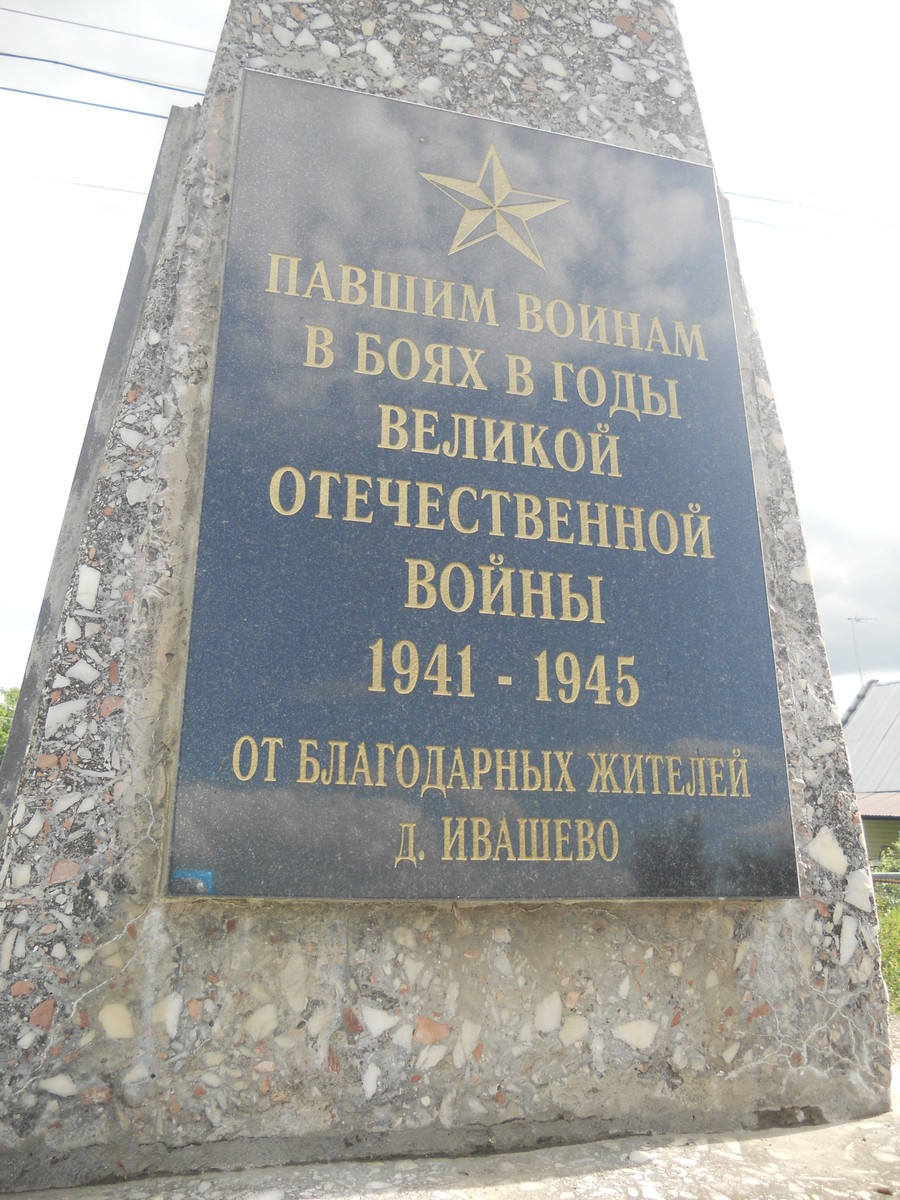 ПАВШИМ ВОИНАМ
В БОЯХ В ГОДЫ
ВЕЛИКОЙ
ОТЕЧЕСТВЕННОЙ
ВОЙНЫ
1941 - 1945
ОТ БЛАГОДАРНЫХ ЖИТЕЛЕЙ
д. ИВАШЕВО